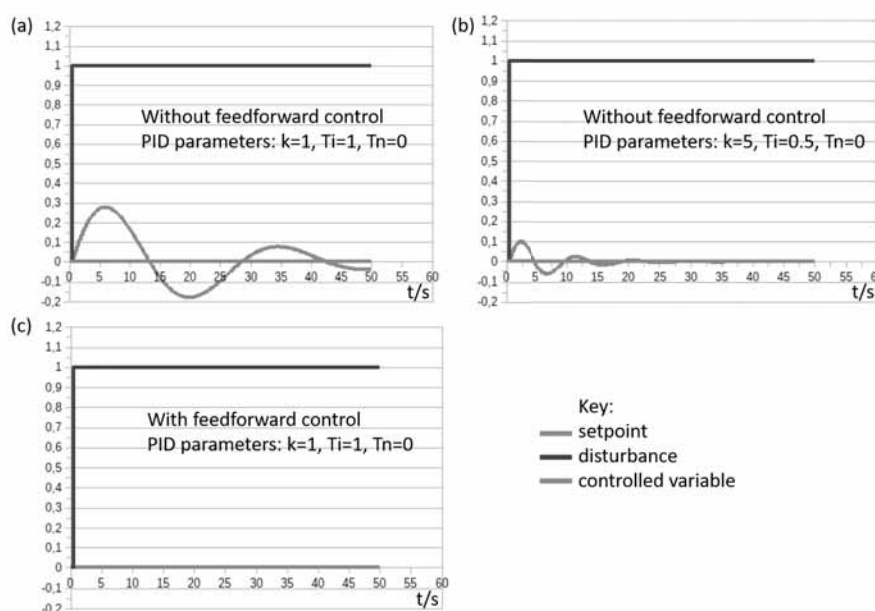 (a)
1,2
1,1
1
0,9
0,8
0,7
0,6
0,5
0,4
0,3
0,2
0,1
0
-0,1
-0,2
Without feedforward control
PID parameters: k=1, Ti=1, Tn=0
0 5 10 15 20 25 30 35 40 45 50 55 60
t/s
(b)
1,2
1,1
1
0,9
0,8
0,7
0,6
0,5
0,4
0,3
0,2
0,1
0
-0,1
-0,2
Without feedforward control
PID parameters: k=5, Ti=0.5, Tn=0
0 5 10 15 20 25 30 35 40 45 50 55 60
t/s
(c)
1,2
1,1
1
0,9
0,8
0,7
0,6
0,5
0,4
0,3
0,2
0,1
0
-0,1
-0,2
With feedforward control
PID parameters: k=1, Ti=1, Tn=0
0 5 10 15 20 25 30 35 40 45 50 55 60
t/s
Key:
setpoint
disturbance
controlled variable